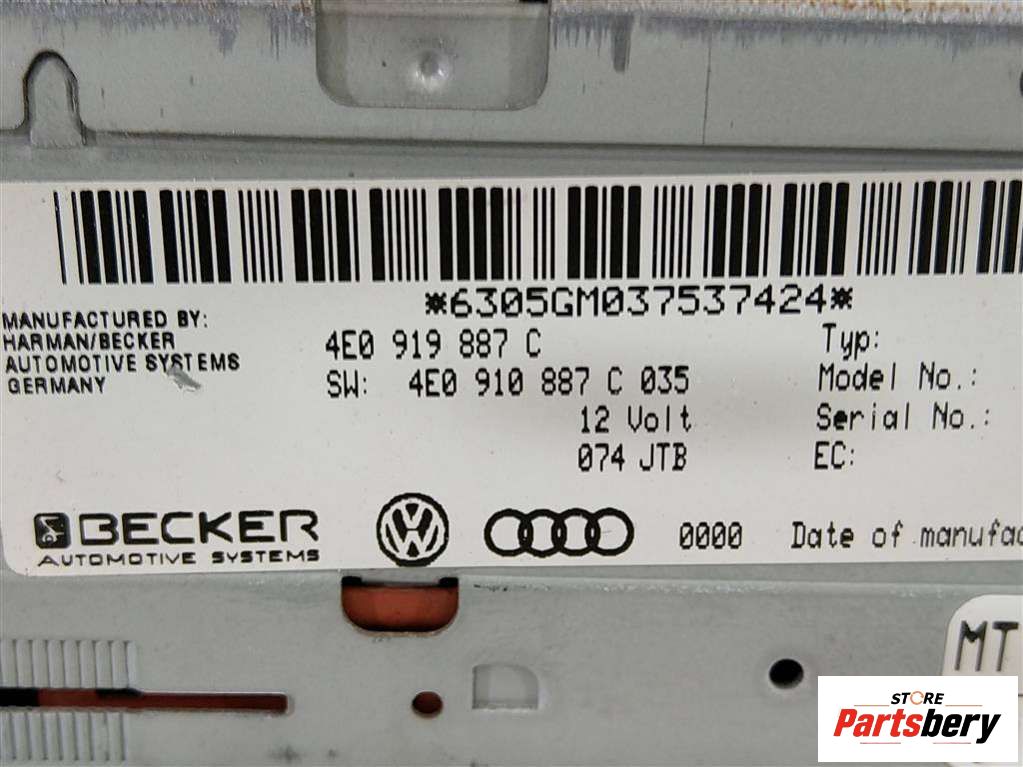 *6305GM037537424*
MANUFACTURED BY:
HARMAN/BECKER
AUTOMOTIVE SYSTEMS
GERMANY
4E0 919 887 C
SW: 4E0 910 887 C 035
12 Volt
074 JTB
Typ:
Model No.:
Serial No.:
EC:
BECKER
AUTOMOTIVE SYSTEMS
0000 Date of manufac
MT
STORE
Partsbery